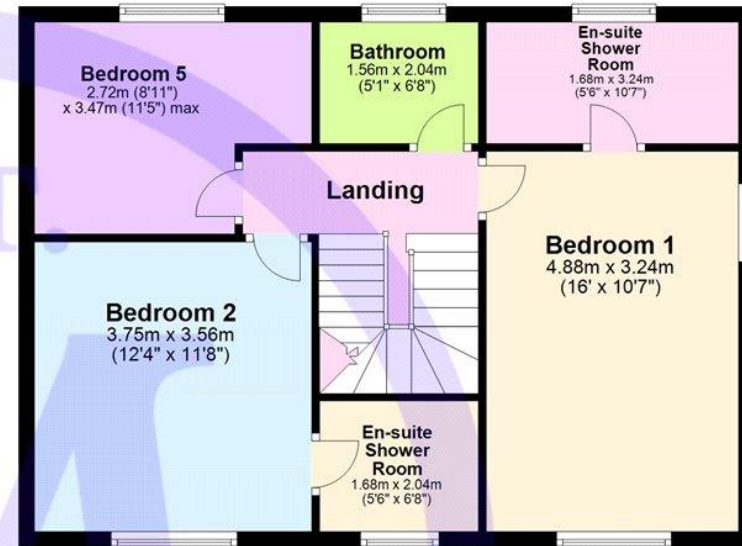 Bedroom 5
2.72m (8'11")
x 3.47m (11'5") max
Bathroom
1.56m x 2.04m
(5'1" x 6'8")
En-suite
Shower
Room
1.68m x 3.24m
(5'6" x 10'7")
Landing
Bedroom 1
4.88m x 3.24m
(16' x 10'7")
Bedroom 2
3.75m x 3.56m
(12'4" x 11'8")
En-suite
Shower
Room
1.68m x 2.04m
(5'6" x 6'8")